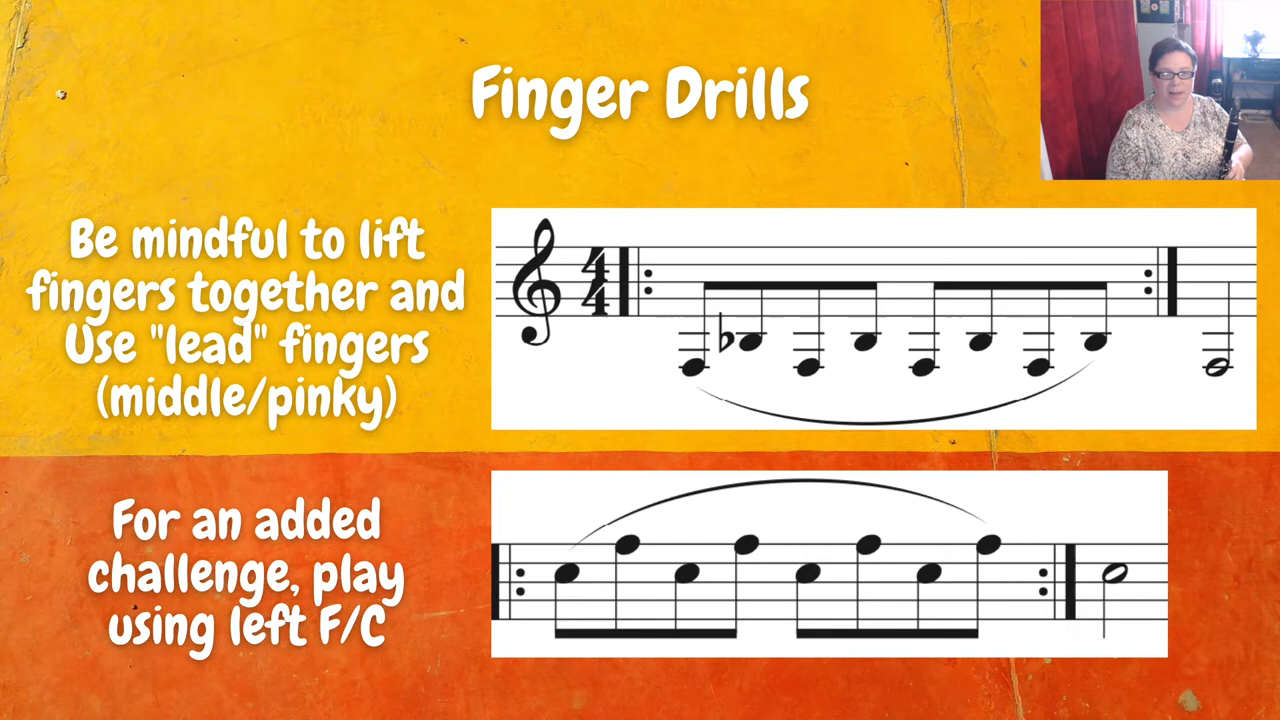 Finger Drills
Be mindful to lift
fingers together and
Use "lead" fingers
(middle/pinky)
For an added
challenge, play
using left F/C